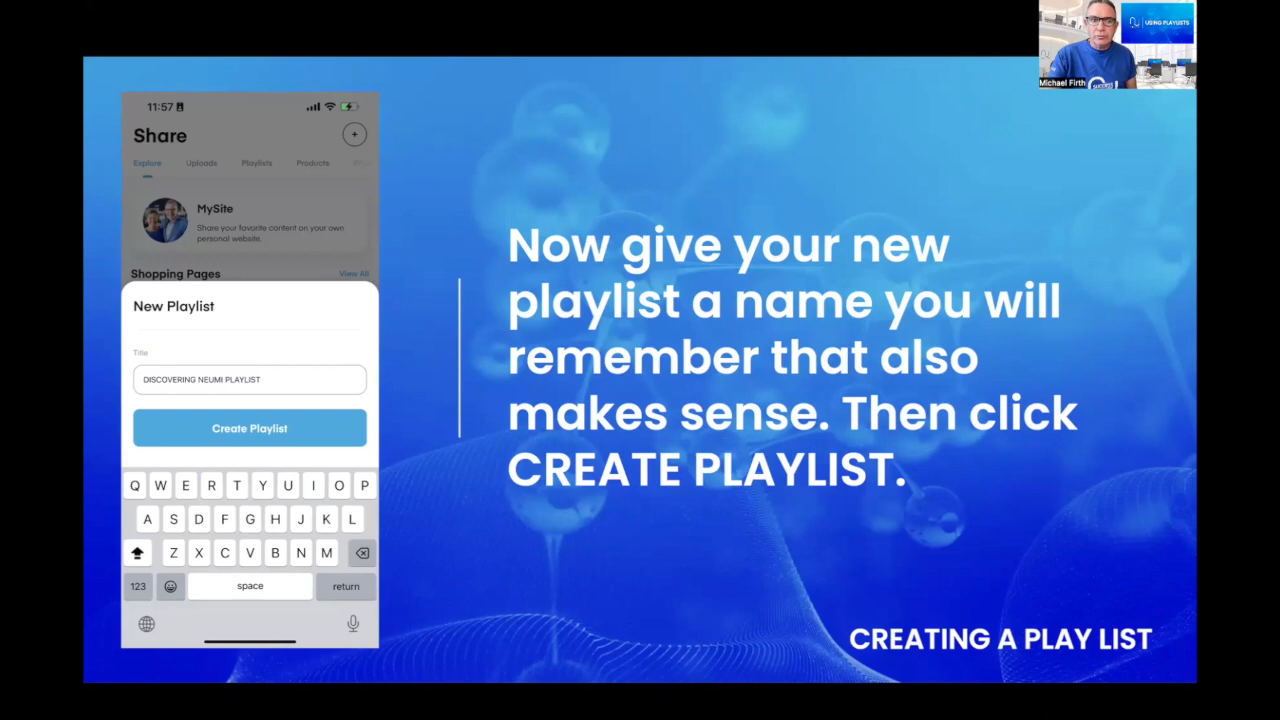 USING PLAYLISTS
SUCCESS
Michael Firth
11:57
Share
+
Explore Uploads Playlists Products
MySite
Share your favorite content on your own
personal website.
Shopping Pages View All
New Playlist
Title
DISCOVERING NEUMI PLAYLIST
Create Playlist
Q W E R T Y U I O P
A S D F G H J K L
Z X C V B N M
123 space return
Now give your new
playlist a name you will
remember that also
makes sense. Then click
CREATE PLAYLIST.
CREATING A PLAY LIST